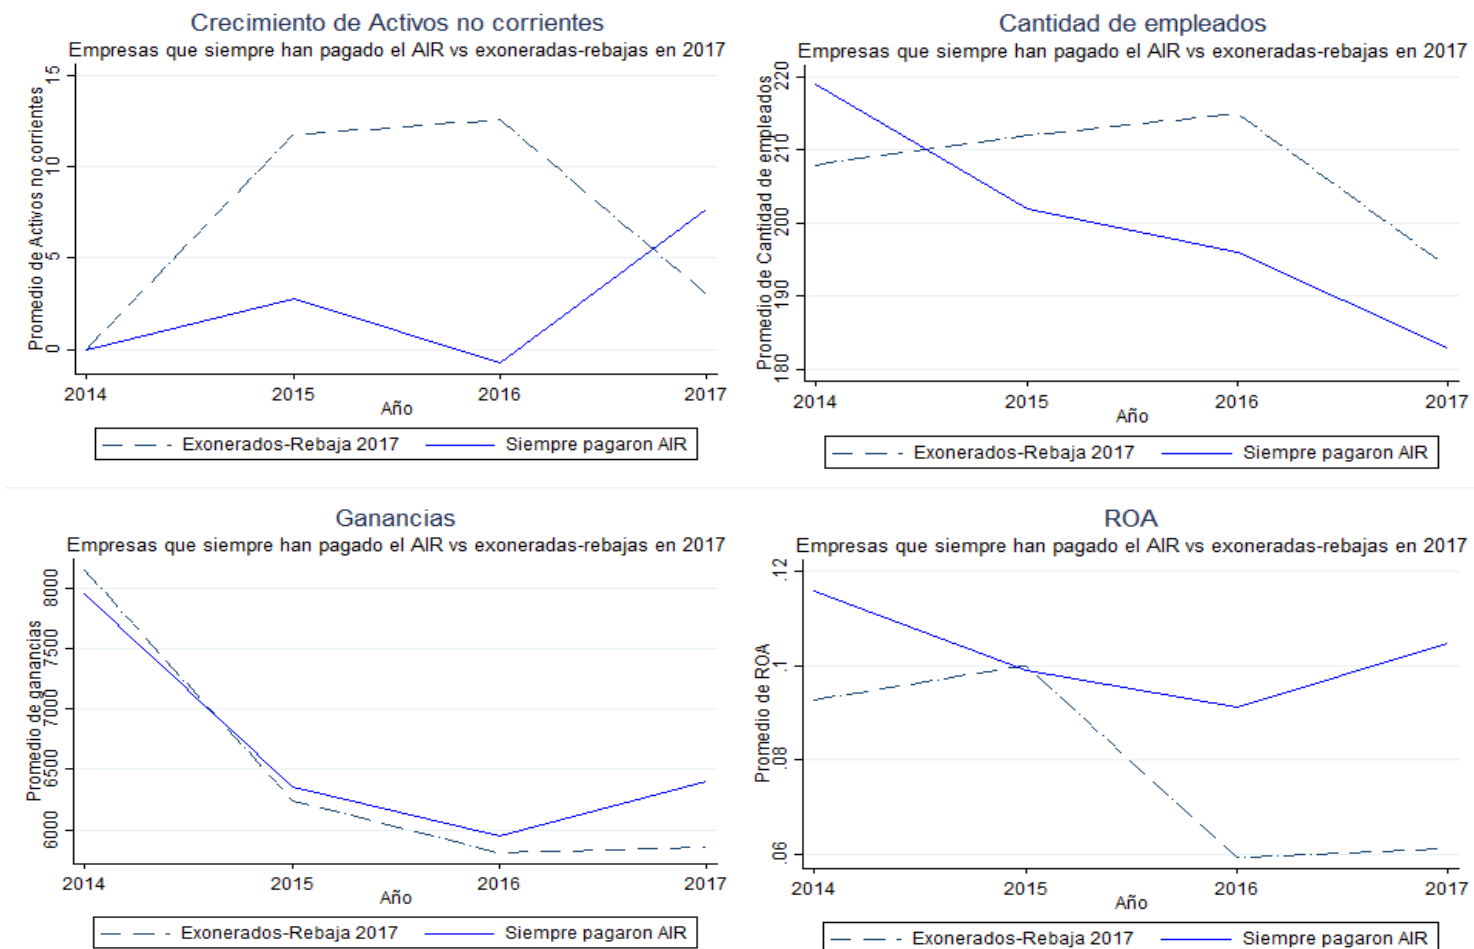 Crecimiento de Activos no corrientes
Empresas que siempre han pagado el AIR vs exoneradas-rebajas en 2017
Promedio de Activos no corrientes
15
10
5
0
2014 2015 2016 2017
Año
Exonerados-Rebaja 2017 Siempre pagaron AIR
Cantidad de empleados
Empresas que siempre han pagado el AIR vs exoneradas-rebajas en 2017
Promedio de Cantidad de empleados
220
210
200
190
180
2014 2015 2016 2017
Año
Exonerados-Rebaja 2017 Siempre pagaron AIR
Ganancias
Empresas que siempre han pagado el AIR vs exoneradas-rebajas en 2017
Promedio de ganancias
8000
7500
7000
6500
6000
2014 2015 2016 2017
Año
Exonerados-Rebaja 2017 Siempre pagaron AIR
ROA
Empresas que siempre han pagado el AIR vs exoneradas-rebajas en 2017
Promedio de ROA
.12
.1
.08
.06
2014 2015 2016 2017
Año
Exonerados-Rebaja 2017 Siempre pagaron AIR